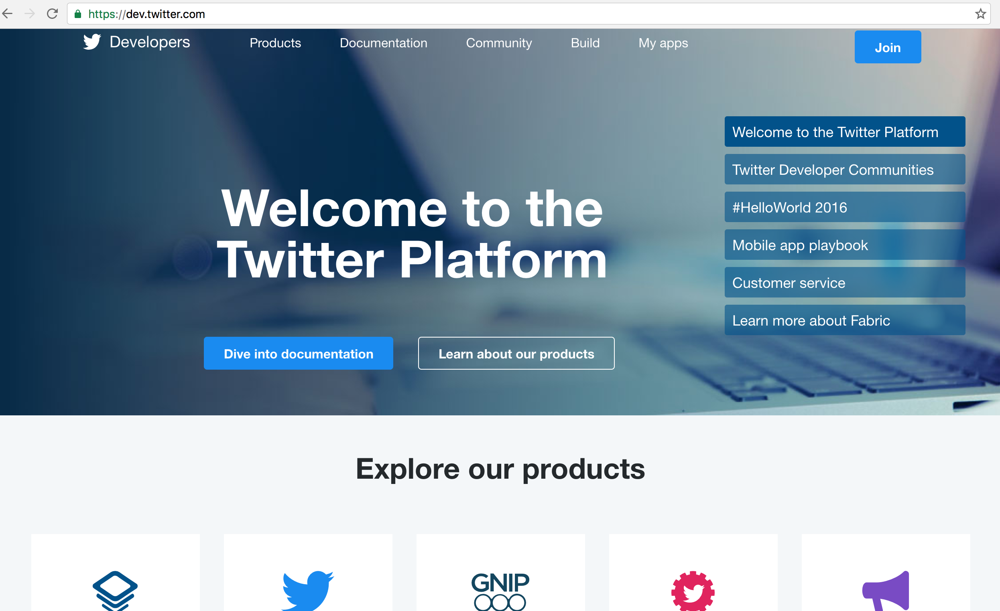 https://dev.twitter.com
Developers
Products
Documentation
Community
Build
My apps
Join
Welcome to the Twitter Platform
Twitter Developer Communities
#HelloWorld 2016
Mobile app playbook
Customer service
Learn more about Fabric
Welcome to the
Twitter Platform
Dive into documentation
Learn about our products
Explore our products
GNIP